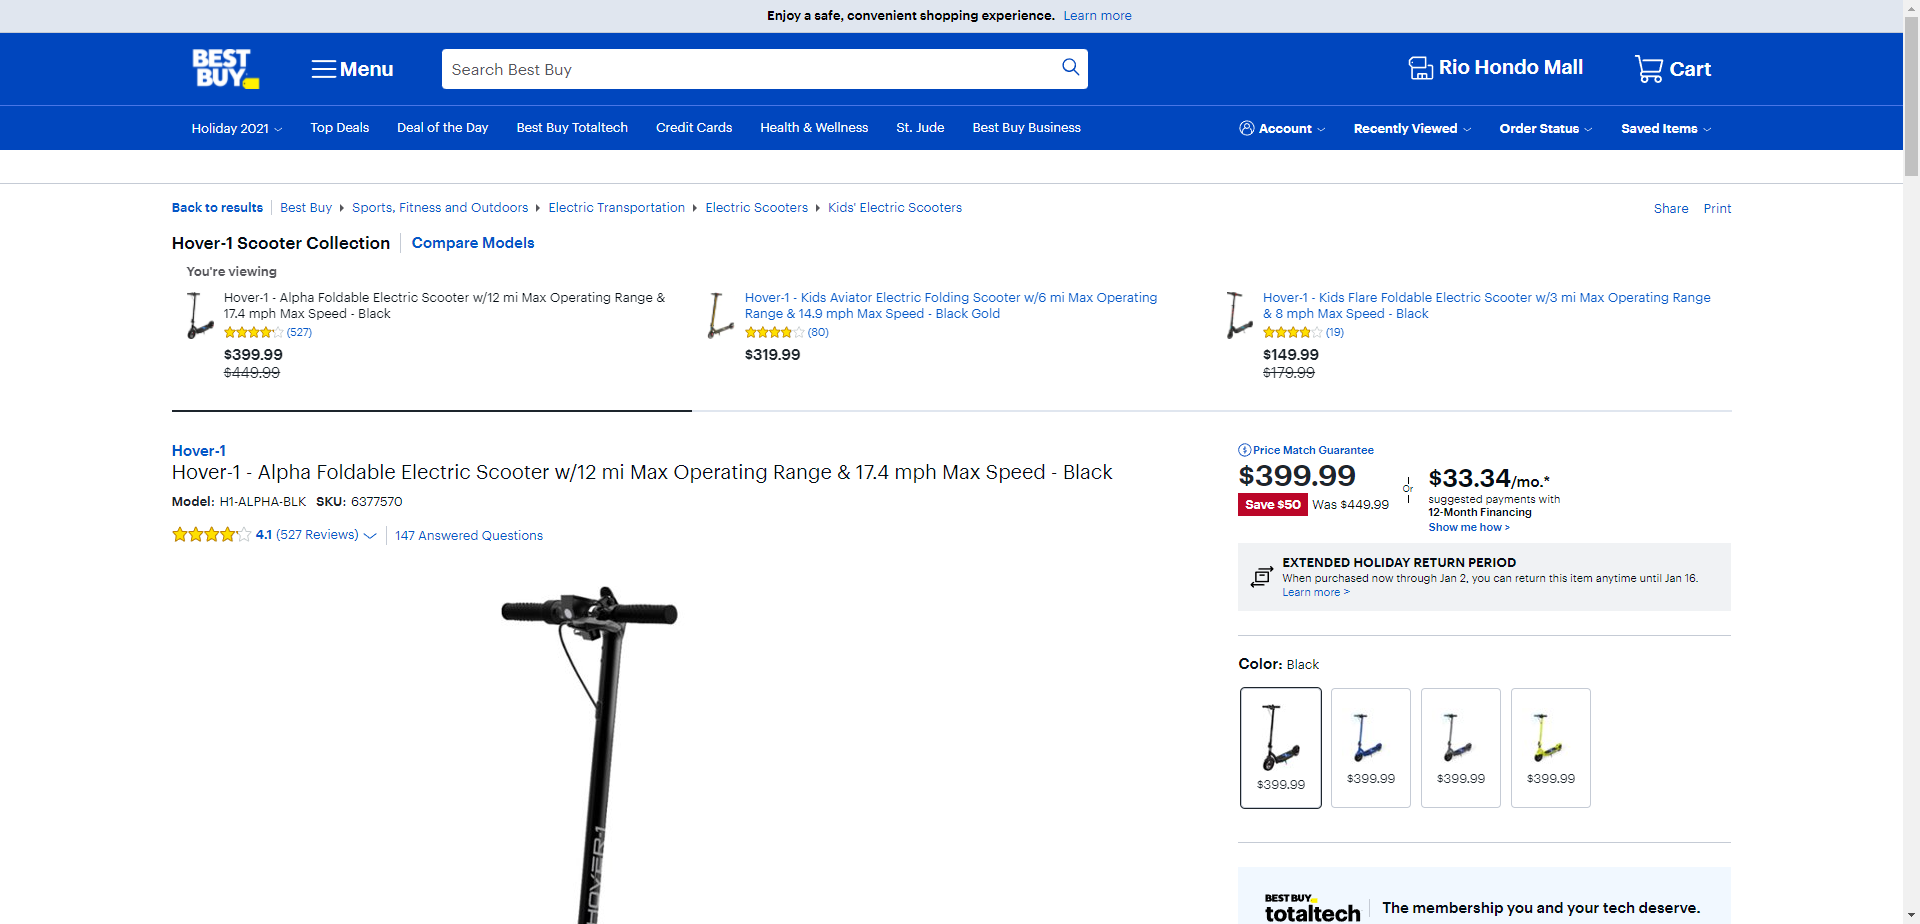 Enjoy a safe, convenient shopping experience. Learn more
BEST BUY
Menu
Search Best Buy
Rio Hondo Mall
Cart
Holiday 2021
Top Deals
Deal of the Day
Best Buy Totaltech
Credit Cards
Health & Wellness
St. Jude
Best Buy Business
Account
Recently Viewed
Order Status
Saved Items
Back to results
Best Buy
Sports, Fitness and Outdoors
Electric Transportation
Electric Scooters
Kids' Electric Scooters
Share
Print
Hover-1 Scooter Collection
Compare Models
You're viewing
Hover-1 - Alpha Foldable Electric Scooter w/12 mi Max Operating Range &
17.4 mph Max Speed - Black
(527)
$399.99
$449.99
Hover-1 - Kids Aviator Electric Folding Scooter w/6 mi Max Operating
Range & 14.9 mph Max Speed - Black Gold
(80)
$319.99
Hover-1 - Kids Flare Foldable Electric Scooter w/3 mi Max Operating Range
& 8 mph Max Speed - Black
(19)
$149.99
$179.99
Hover-1
Hover-1 - Alpha Foldable Electric Scooter w/12 mi Max Operating Range & 17.4 mph Max Speed - Black
Model: H1-ALPHA-BLK SKU: 6377570
4.1 (527 Reviews)
147 Answered Questions
HOVER-1
Price Match Guarantee
$399.99
Save $50 Was $449.99
Or
$33.34/mo.*
suggested payments with
12-Month Financing
Show me how >
EXTENDED HOLIDAY RETURN PERIOD
When purchased now through Jan 2, you can return this item anytime until Jan 16.
Learn more >
Color: Black
$399.99
$399.99
$399.99
$399.99
BEST BUY
totaltech
The membership you and your tech deserve.